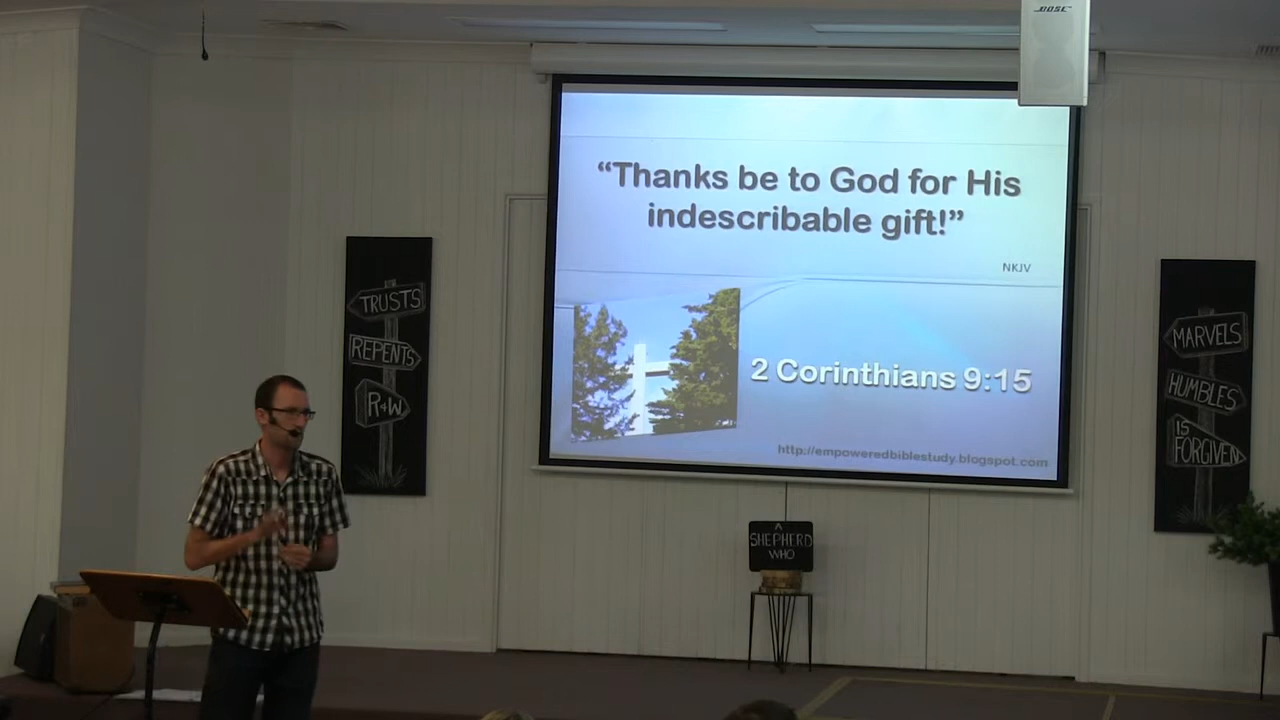 BOSE
“Thanks be to God for His
indescribable gift!”
NKJV
2 Corinthians 9:15
http://empoweredbiblestudy.blogspot.com
TRUSTS
REPENTS
R+W
MARVELS
HUMBLES
IS
FORGIVEN
A
SHEPHERD
WHO